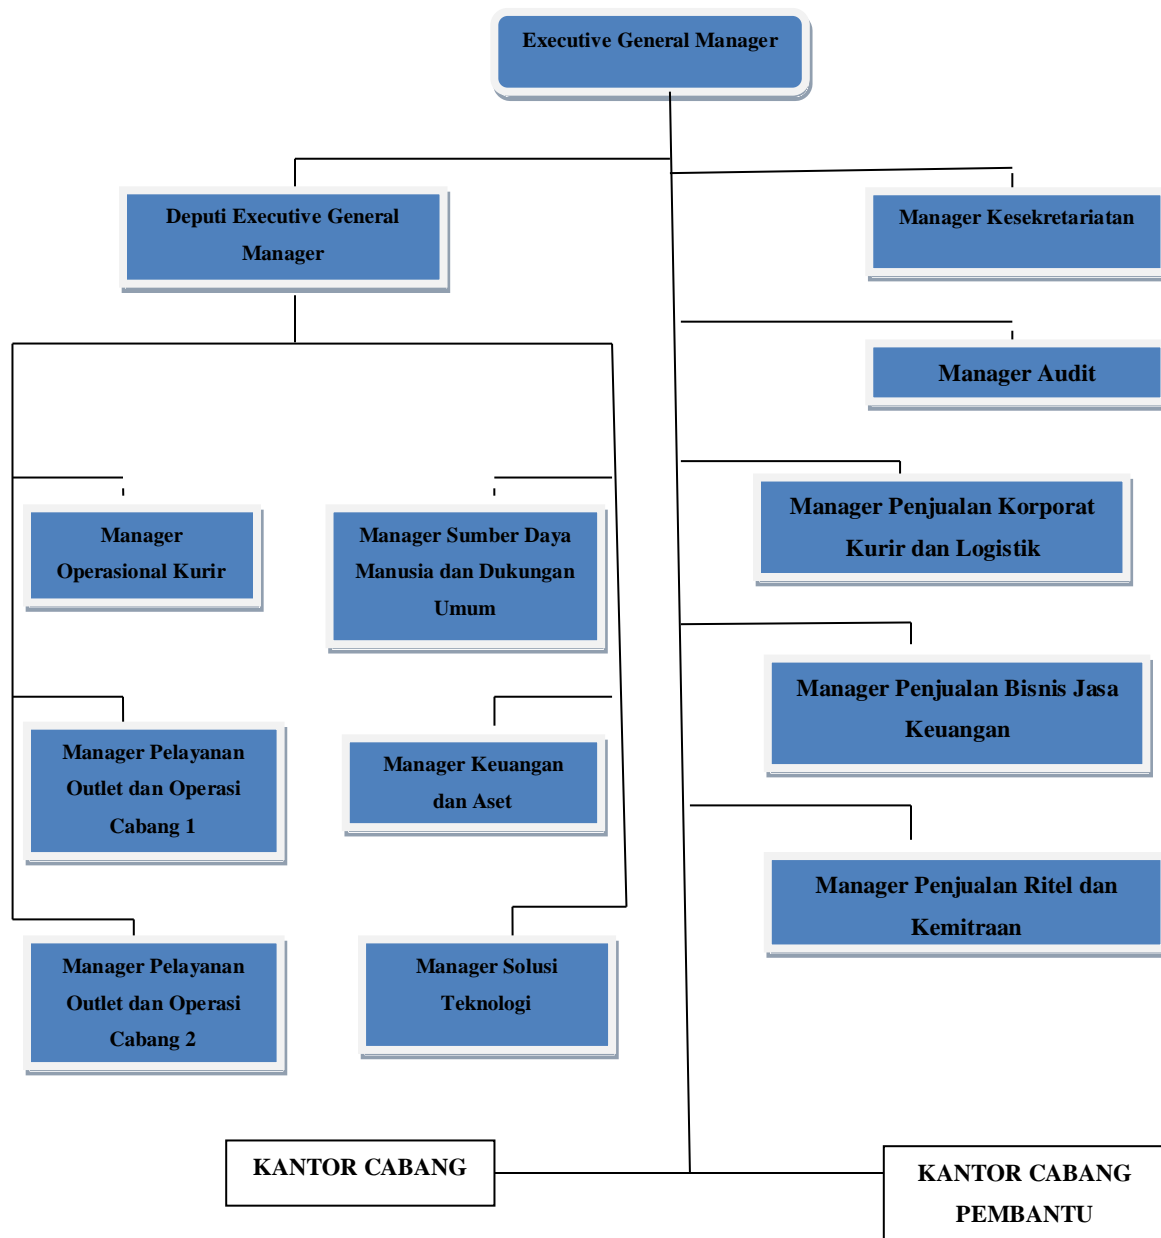 Executive General Manager
Deputi Executive General
Manager
Manager Kesekretariatan
Manager Audit
Manager Penjualan Korporat
Kurir dan Logistik
Manager
Operasional Kurir
Manager Sumber Daya
Manusia dan Dukungan
Umum
Manager Penjualan Bisnis Jasa
Keuangan
Manager Pelayanan
Outlet dan Operasi
Cabang 1
Manager Keuangan
dan Aset
Manager Penjualan Ritel dan
Kemitraan
Manager Pelayanan
Outlet dan Operasi
Cabang 2
Manager Solusi
Teknologi
KANTOR CABANG
KANTOR CABANG
PEMBANTU